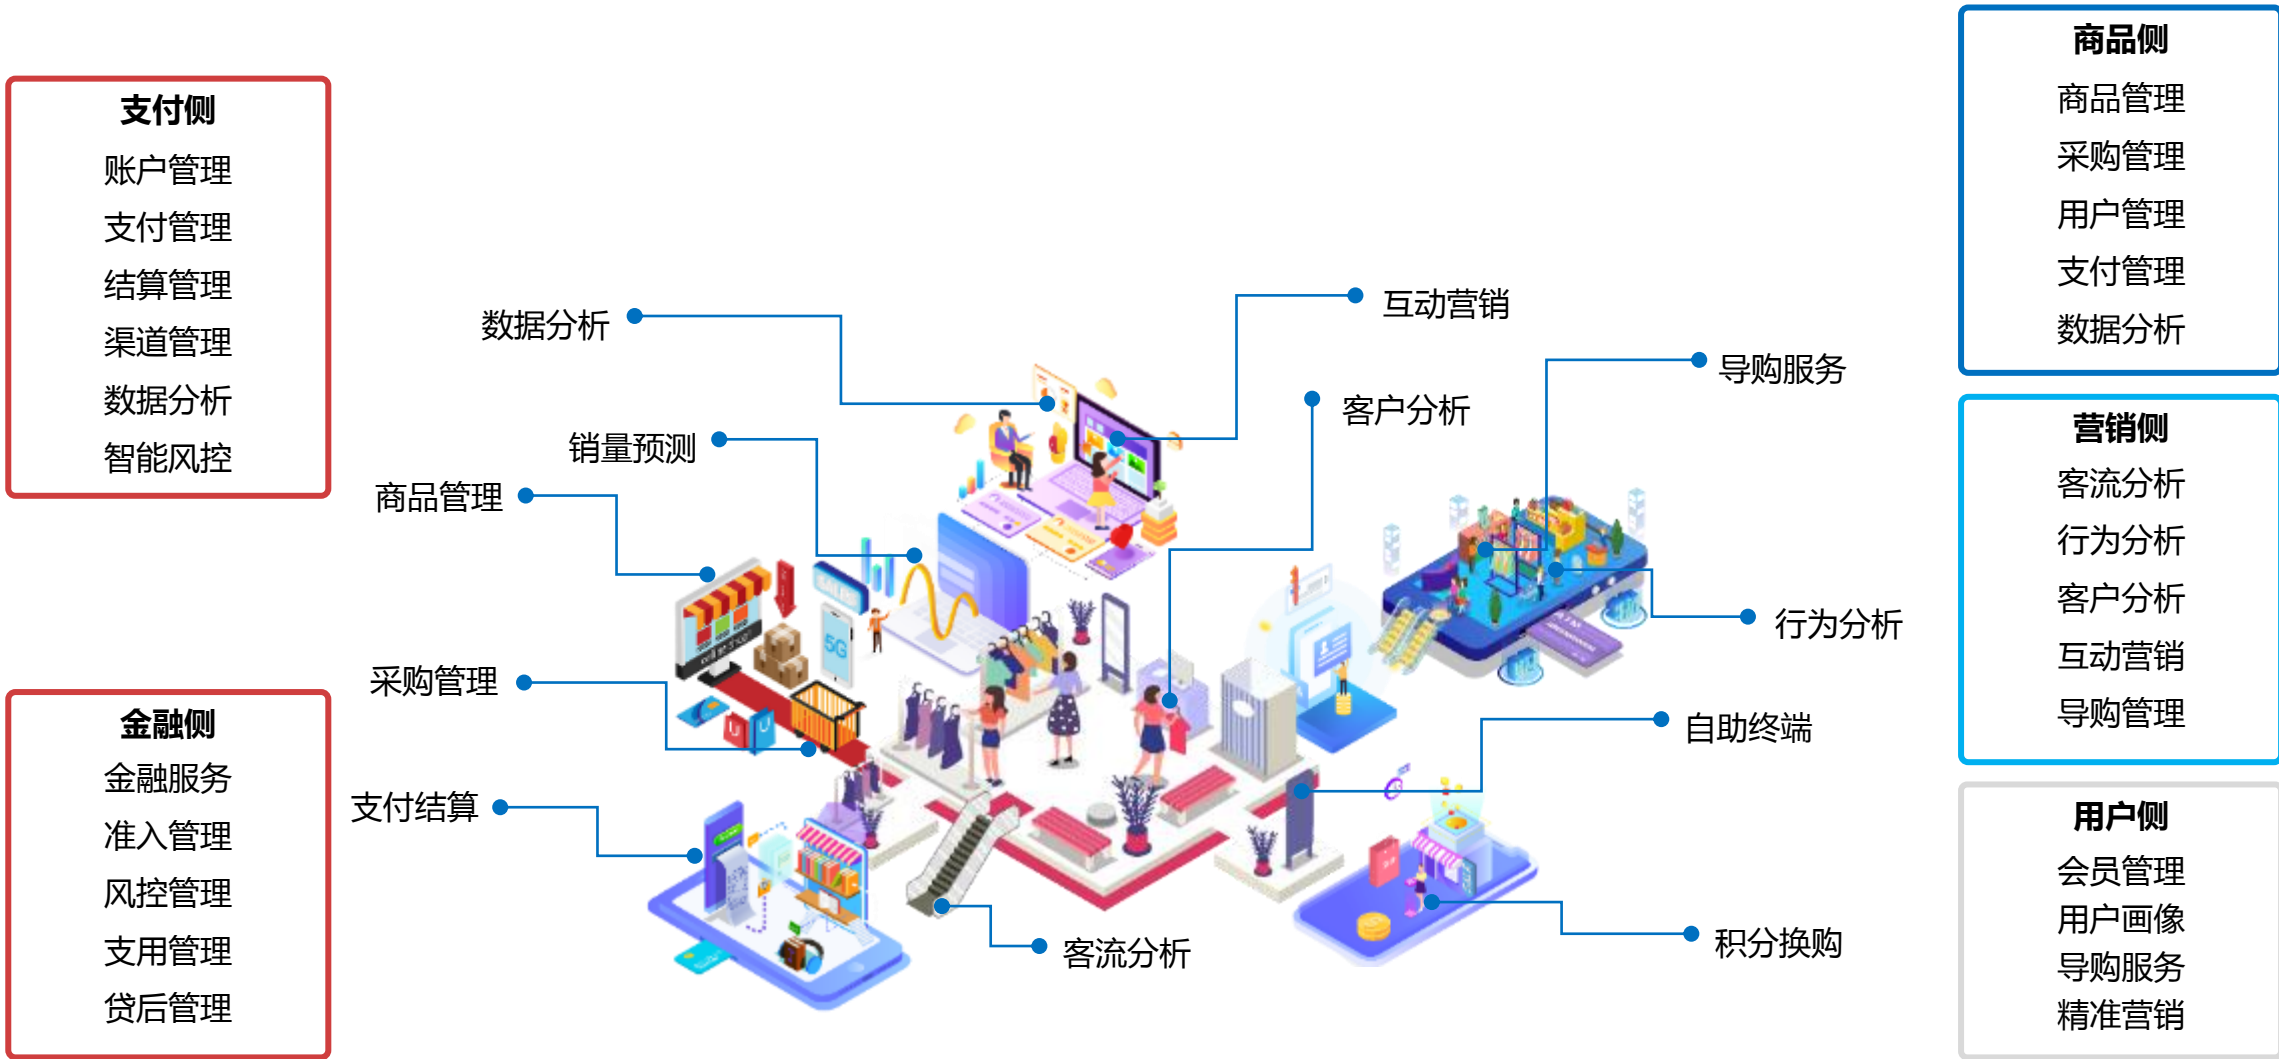 支付侧
账户管理
支付管理
结算管理
渠道管理
数据分析
智能风控
金融侧
金融服务
准入管理
风控管理
支用管理
贷后管理
数据分析
销量预测
商品管理
采购管理
支付结算
互动营销
客户分析
导购服务
行为分析
自助终端
积分换购
客流分析
5G
商品侧
商品管理
采购管理
用户管理
支付管理
数据分析
营销侧
客流分析
行为分析
客户分析
互动营销
导购管理
用户侧
会员管理
用户画像
导购服务
精准营销